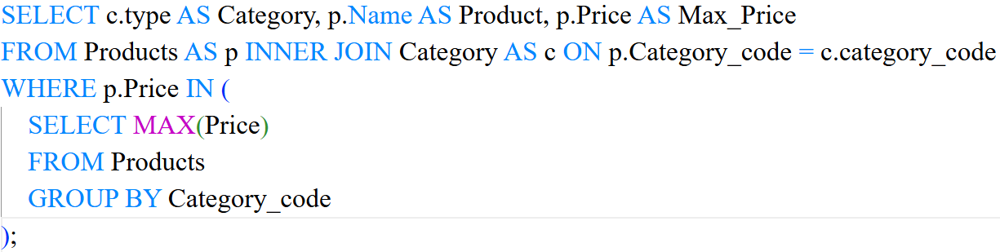 SELECT c.type AS Category, p.Name AS Product, p.Price AS Max_Price
FROM Products AS p INNER JOIN Category AS c ON p.Category_code = c.category_code
WHERE p.Price IN (
SELECT MAX(Price)
FROM Products
GROUP BY Category_code
);